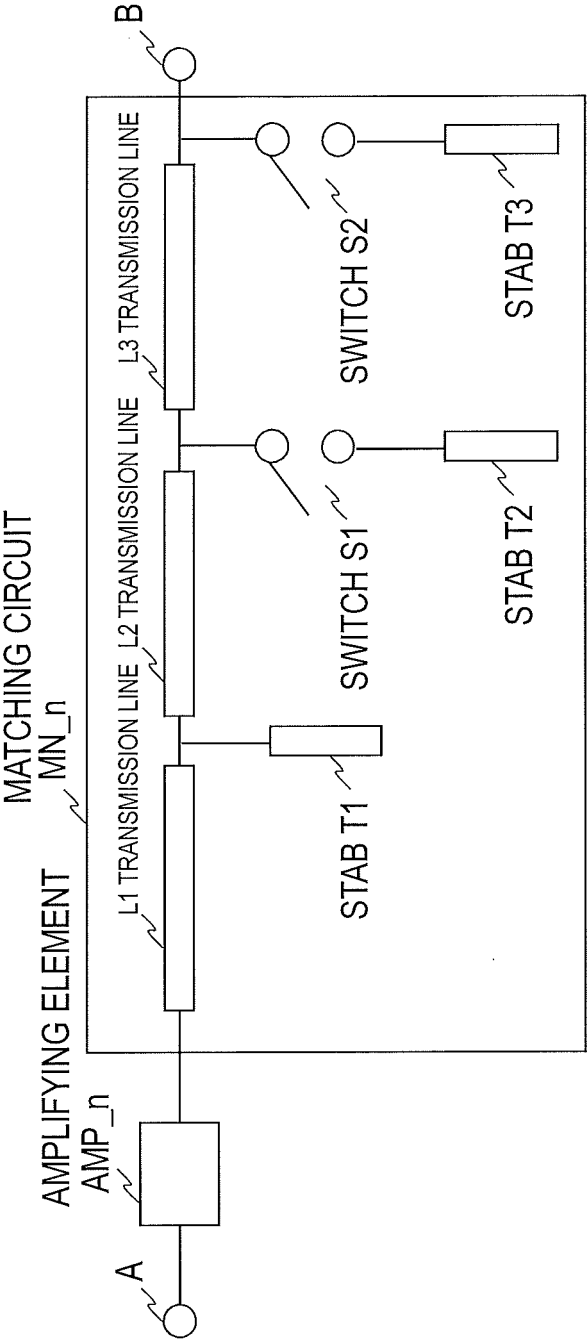 MATCHING CIRCUIT
MN_n
AMPLIFYING ELEMENT
AMP_n
A
B
L1 TRANSMISSION LINE
L2 TRANSMISSION LINE
L3 TRANSMISSION LINE
STAB T1
SWITCH S1
STAB T2
SWITCH S2
STAB T3